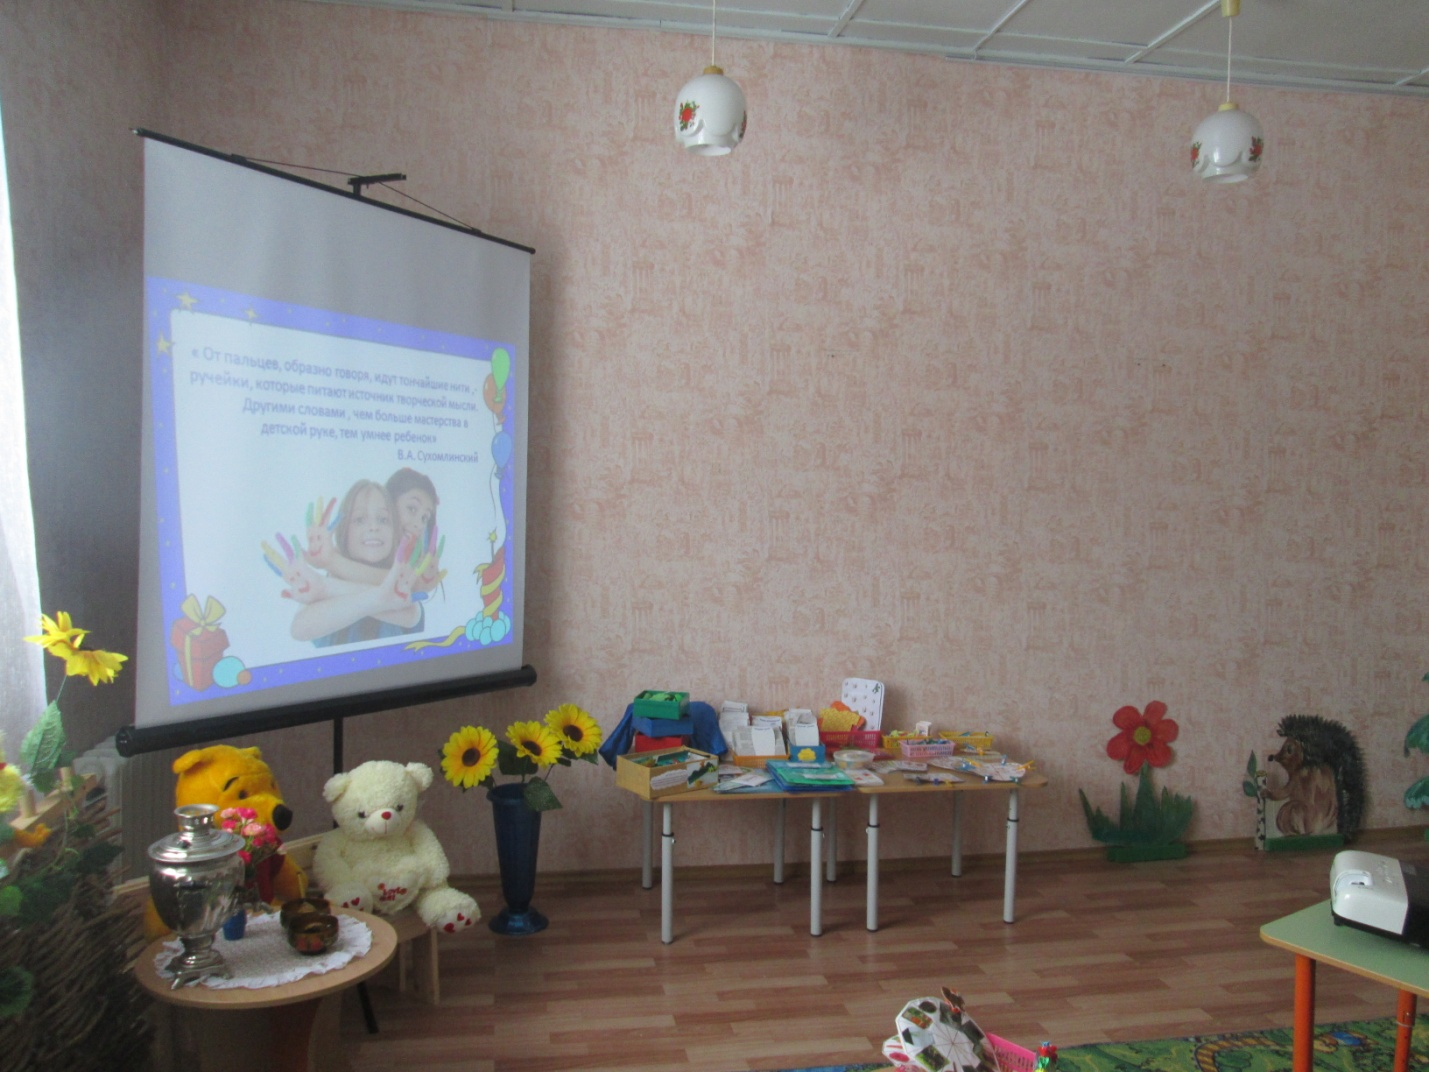 « От пальцев, образно говоря, идут тончайшие нити ,
ручейки, которые питают источник творческой мысли.
Другими словами , чем больше мастерства в
детской руке, тем умнее ребенок»
В.А. Сухомлинский